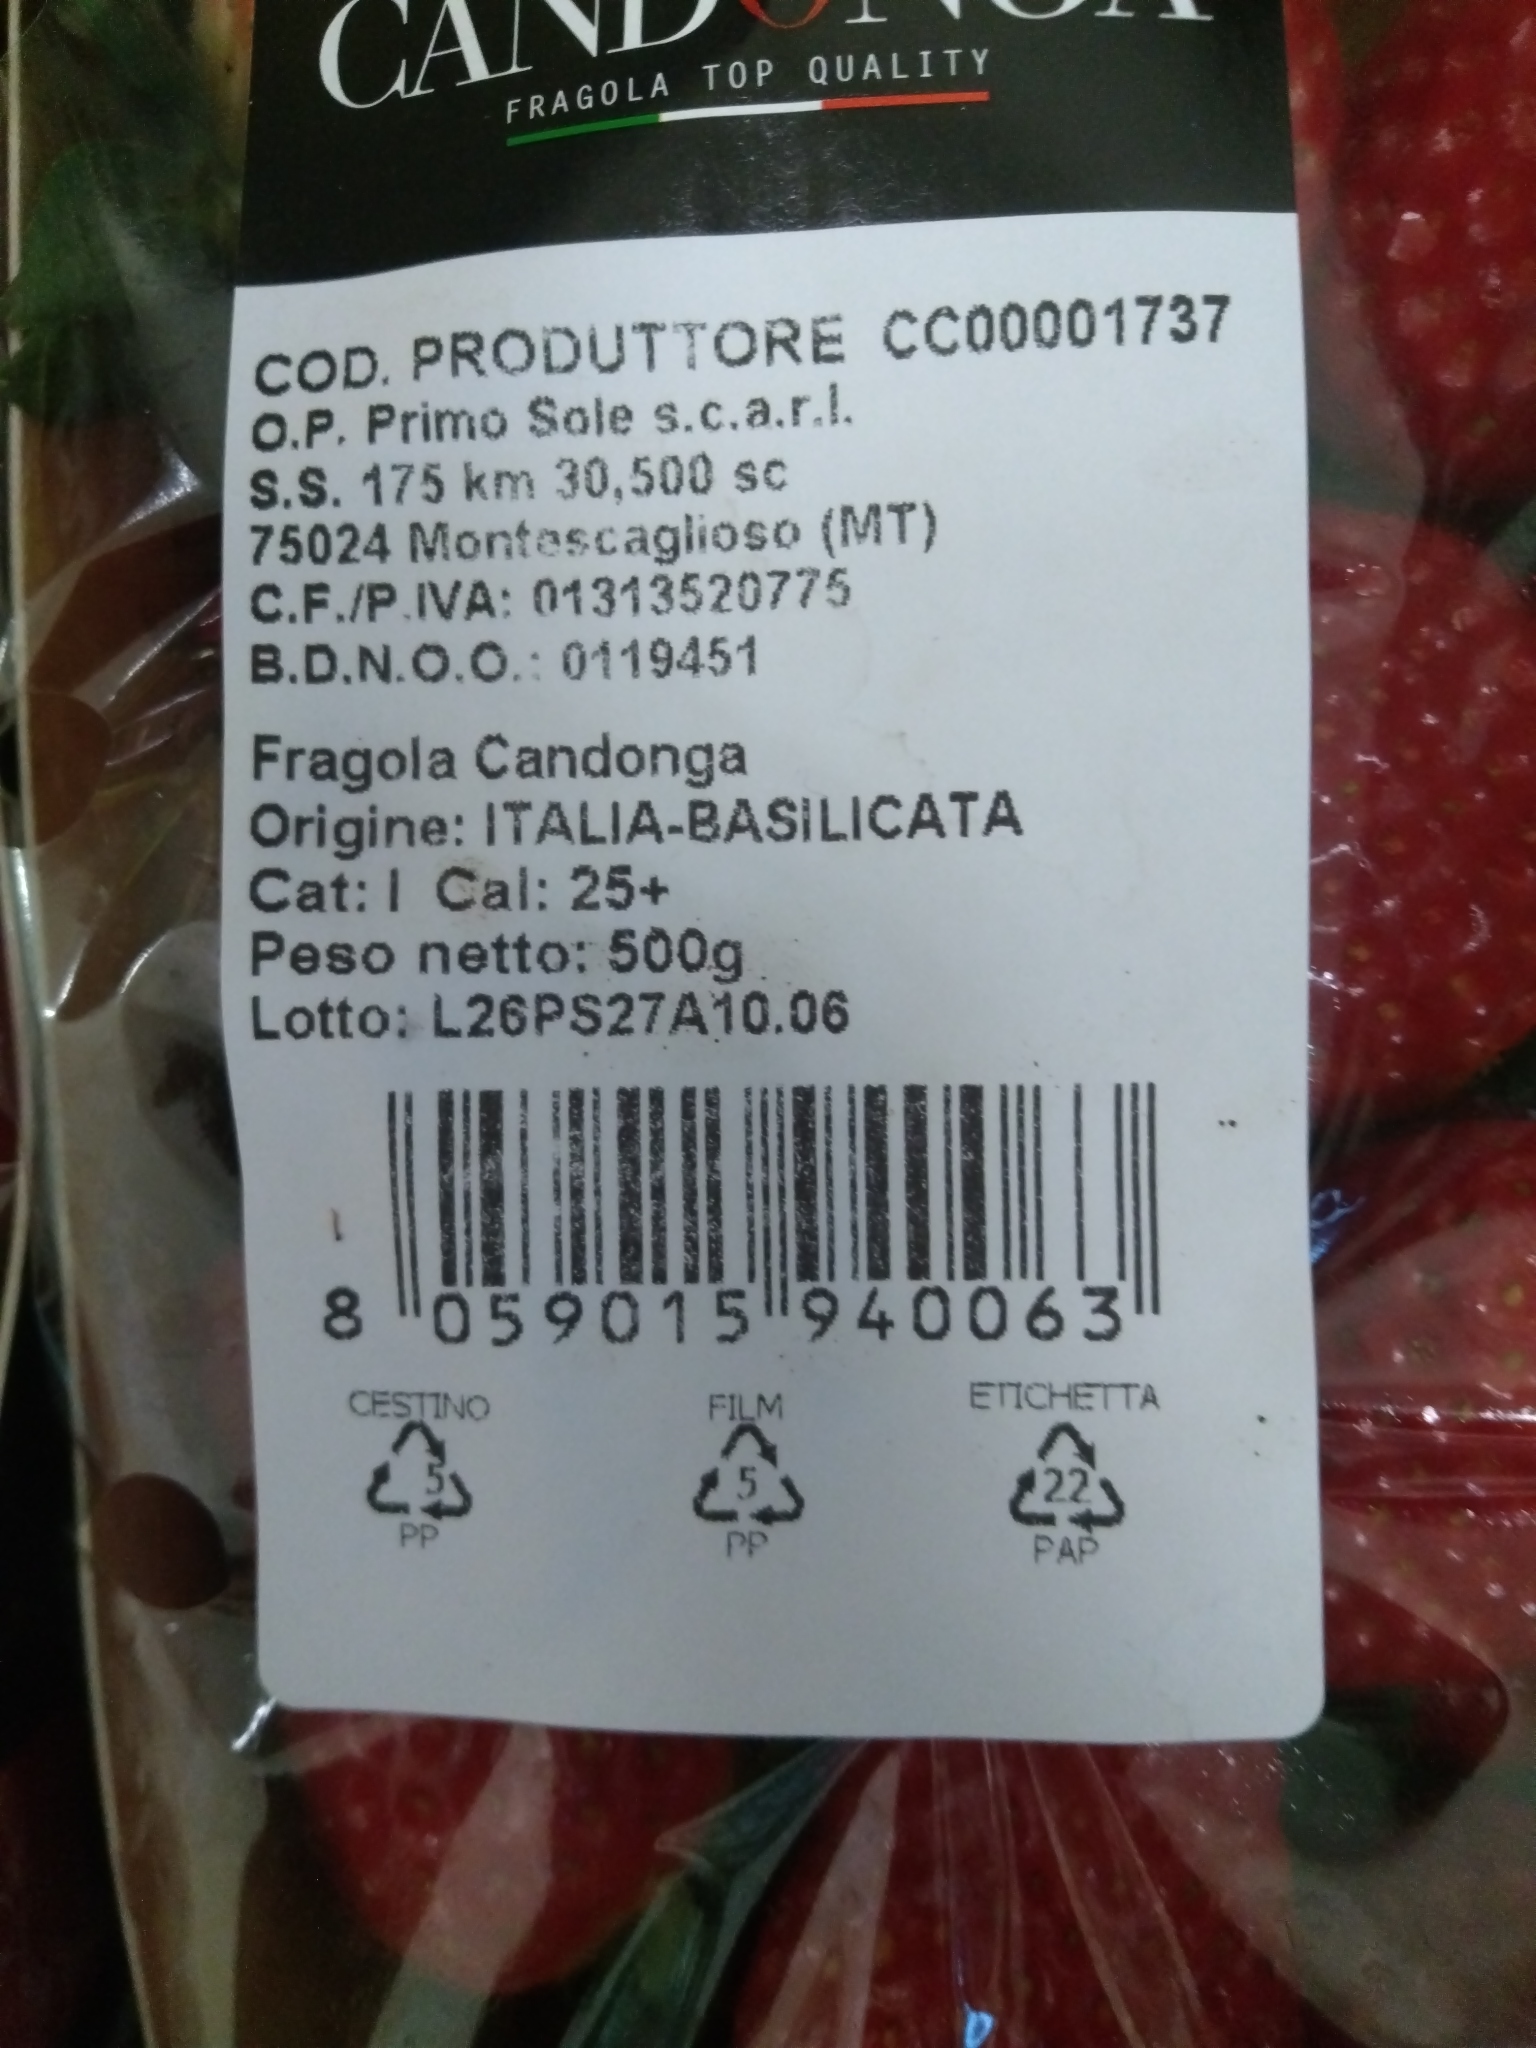 CANDONGA
FRAGOLA TOP QUALITY
COD. PRODUTTORE CC00001737
O.P. Primo Sole s.c.a.r.l.
S.S. 175 km 30,500 sc
75024 Montescaglioso (MT)
C.F./P.IVA: 01313520775
B.D.N.O.O.: 0119451
Fragola Candonga
Origine: ITALIA-BASILICATA
Cat: I Cal: 25+
Peso netto: 500g
Lotto: L26PS27A10.06
8 059015 940063
CESTINO FILM ETICHETTA
5 5 22
PP PP PAP